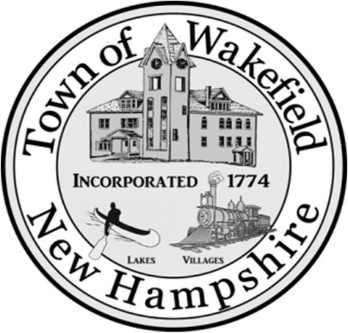 Town of Wakefield
INCORPORATED 1774
LAKES VILLAGES
New Hampshire